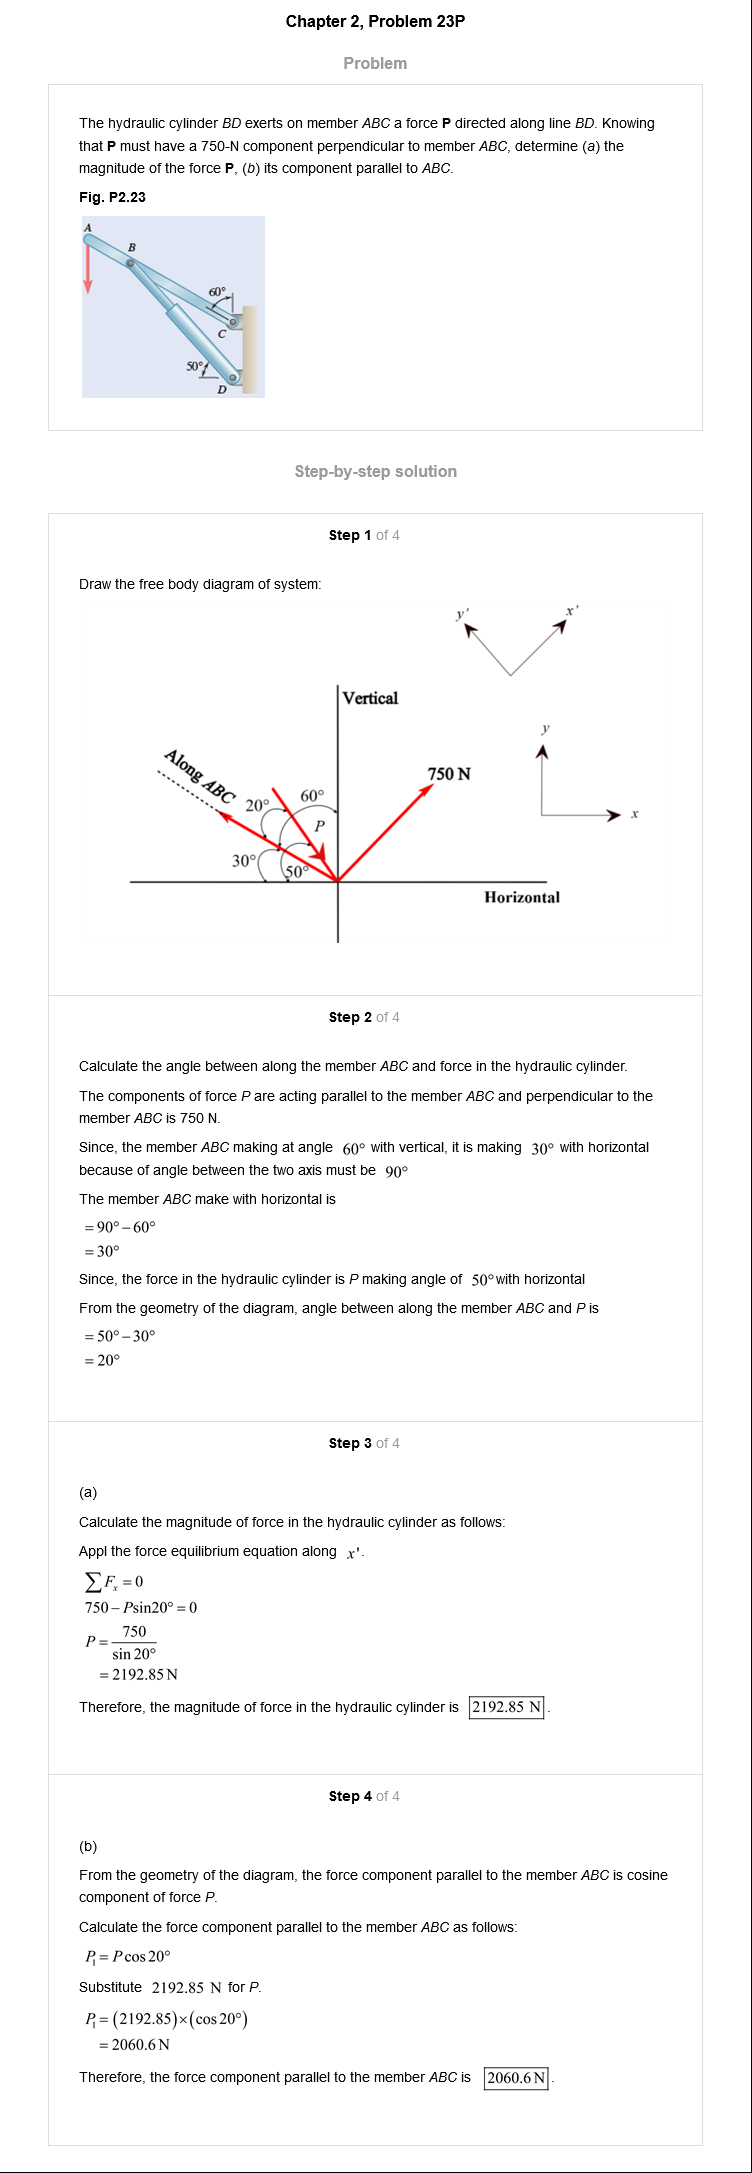 Chapter 2, Problem 23P
Problem
The hydraulic cylinder BD exerts on member ABC a force P directed along line BD. Knowing
that P must have a 750-N component perpendicular to member ABC, determine (a) the
magnitude of the force P, (b) its component parallel to ABC.
Fig. P2.23
A
B
60°
C
50°
D
Step-by-step solution
Step 1 of 4
Draw the free body diagram of system:
y'
x'
Vertical
y
Along ABC
750 N
20°
60°
x
P
30°
50°
Horizontal
Step 2 of 4
Calculate the angle between along the member ABC and force in the hydraulic cylinder.
The components of force P are acting parallel to the member ABC and perpendicular to the
member ABC is 750 N.
Since, the member ABC making at angle 60° with vertical, it is making 30° with horizontal
because of angle between the two axis must be 90°
The member ABC make with horizontal is
= 90° – 60°
= 30°
Since, the force in the hydraulic cylinder is P making angle of 50° with horizontal
From the geometry of the diagram, angle between along the member ABC and P is
= 50° – 30°
= 20°
Step 3 of 4
(a)
Calculate the magnitude of force in the hydraulic cylinder as follows:
Appl the force equilibrium equation along x'.
∑Fₓ = 0
750 – Psin20° = 0
P = 750 / sin 20°
= 2192.85 N
Therefore, the magnitude of force in the hydraulic cylinder is 2192.85 N.
Step 4 of 4
(b)
From the geometry of the diagram, the force component parallel to the member ABC is cosine
component of force P.
Calculate the force component parallel to the member ABC as follows:
P₁ = P cos 20°
Substitute 2192.85 N for P.
P₁ = (2192.85)×(cos 20°)
= 2060.6 N
Therefore, the force component parallel to the member ABC is 2060.6 N.